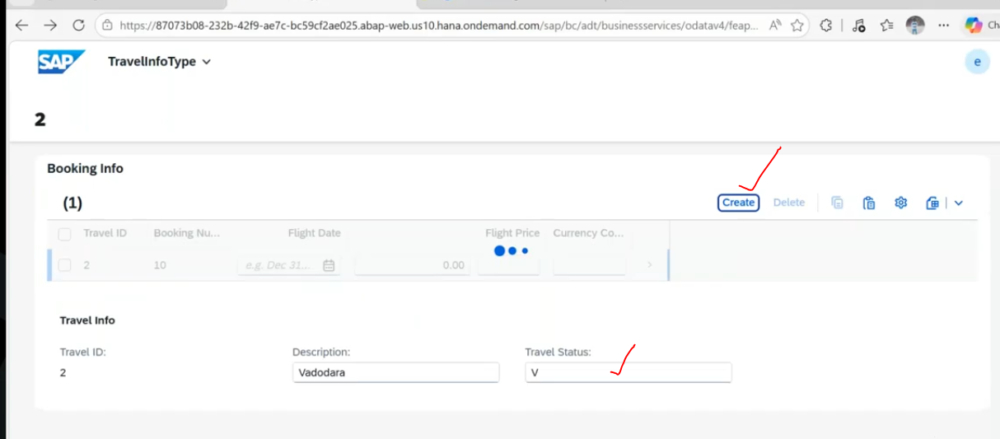 https://87073b08-232b-42f9-ae7c-bc59cf2ae025.abap-web.us10.hana.ondemand.com/sap/bc/adt/businessservices/odatav4/feap...
SAP TravelInfoType e
2
Booking Info
(1) Create Delete
Travel ID Booking Nu... Flight Date Flight Price Currency Co...
2 10 e.g. Dec 31... 0.00
Travel Info
Travel ID: Description: Travel Status:
2 Vadodara V